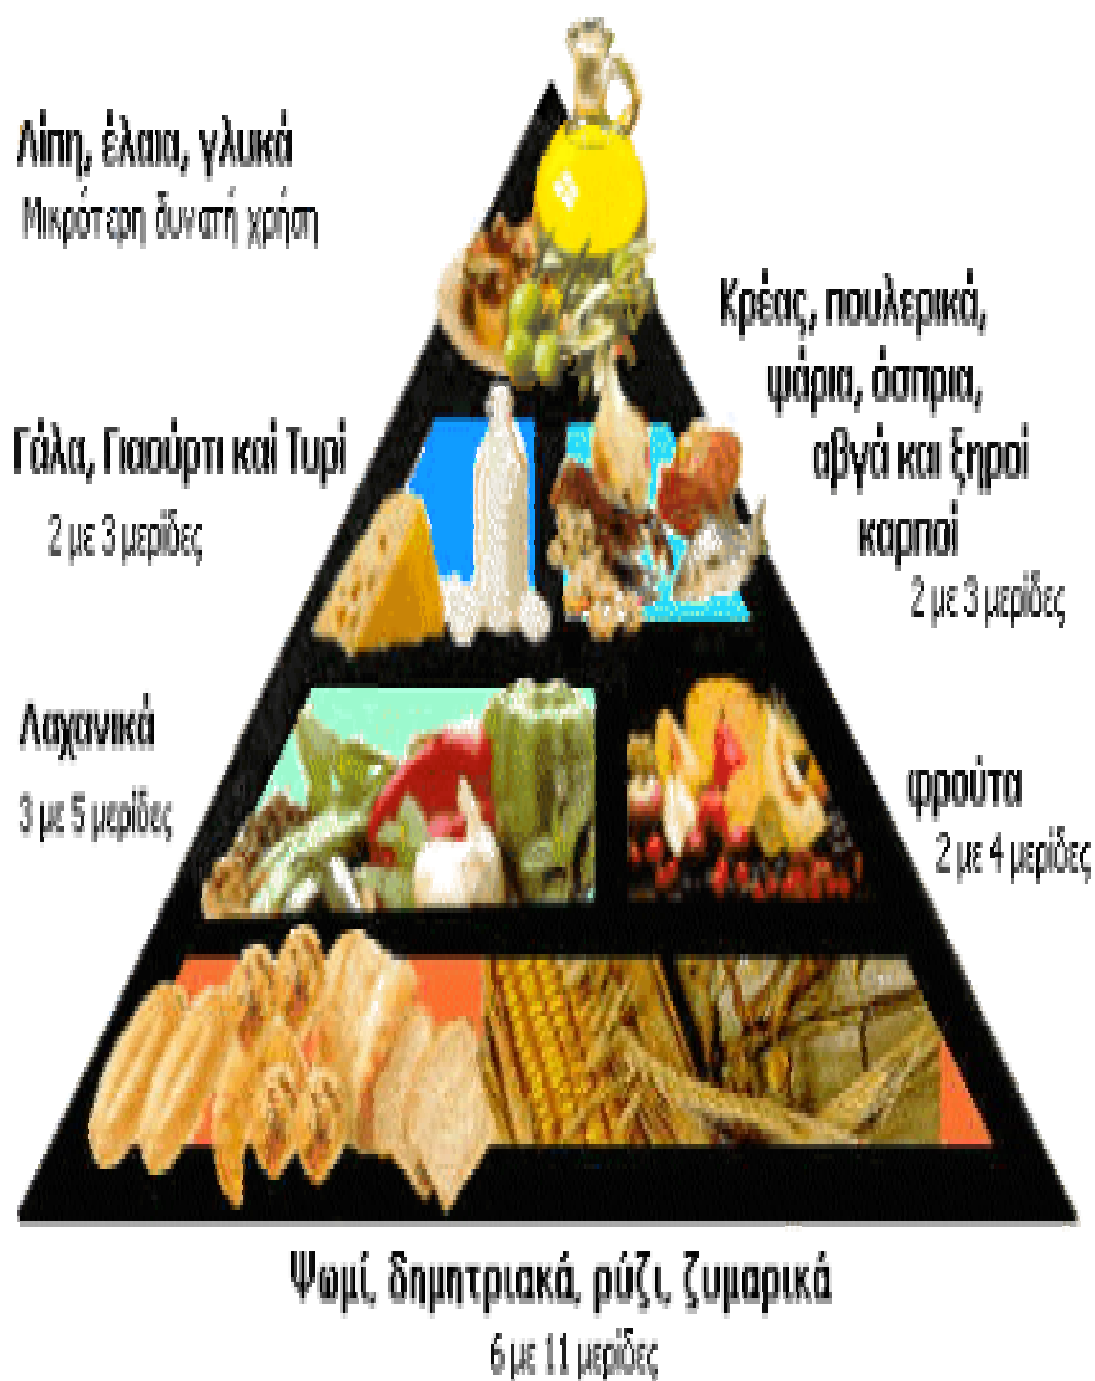 Λίπη, έλαια, γλυκά
Μικρότερη δυνατή χρήση
Κρέας, πουλερικά,
ψάρια, όσπρια,
αβγά και ξηροί
καρποί
2 με 3 μερίδες
Γάλα, Γιαούρτι καί Τυρί
2 με 3 μερίδες
Λαχανικά
3 με 5 μερίδες
φρούτα
2 με 4 μερίδες
Ψωμί, δημητριακά, ρύζι, ζυμαρικά
6 με 11 μερίδες